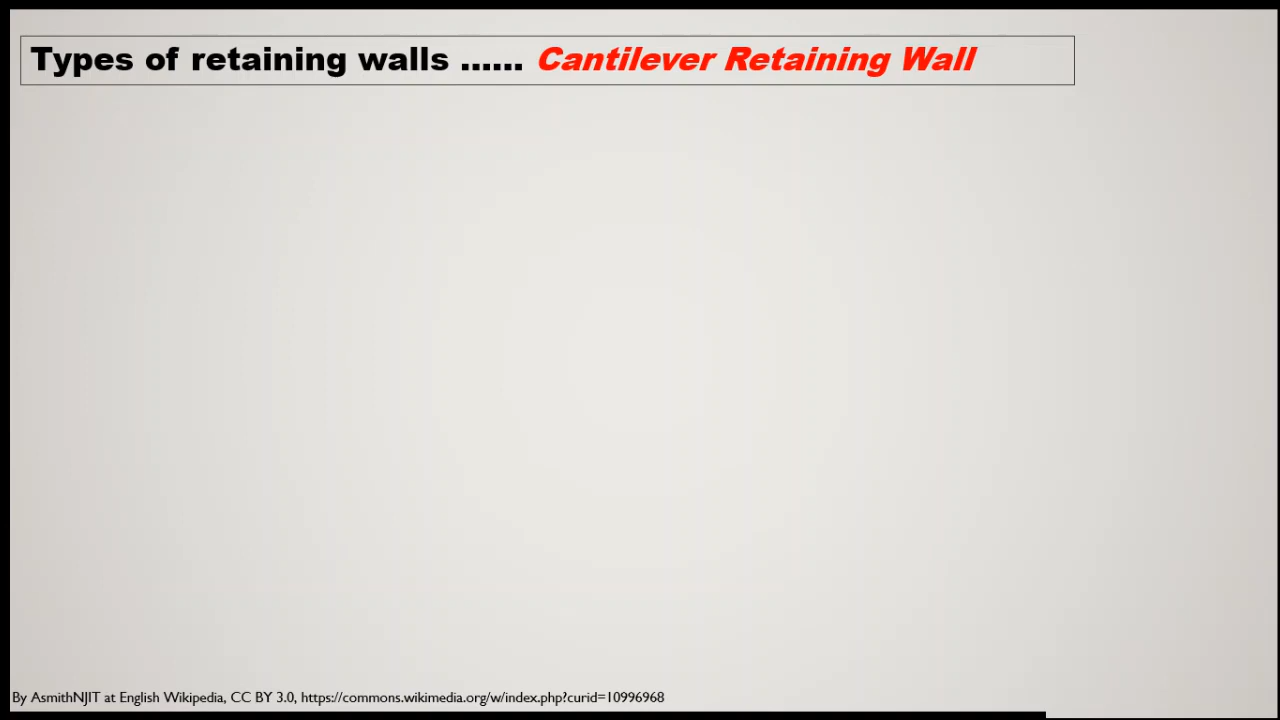 Types of retaining walls ...... Cantilever Retaining Wall
By AsmithNJIT at English Wikipedia, CC BY 3.0, https://commons.wikimedia.org/w/index.php?curid=10996968